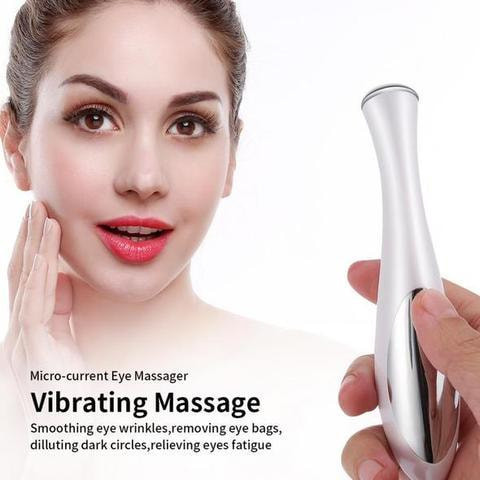 Micro-current Eye Massager
Vibrating Massage
Smoothing eye wrinkles,removing eye bags,
dilluting dark circles,relieving eyes fatigue